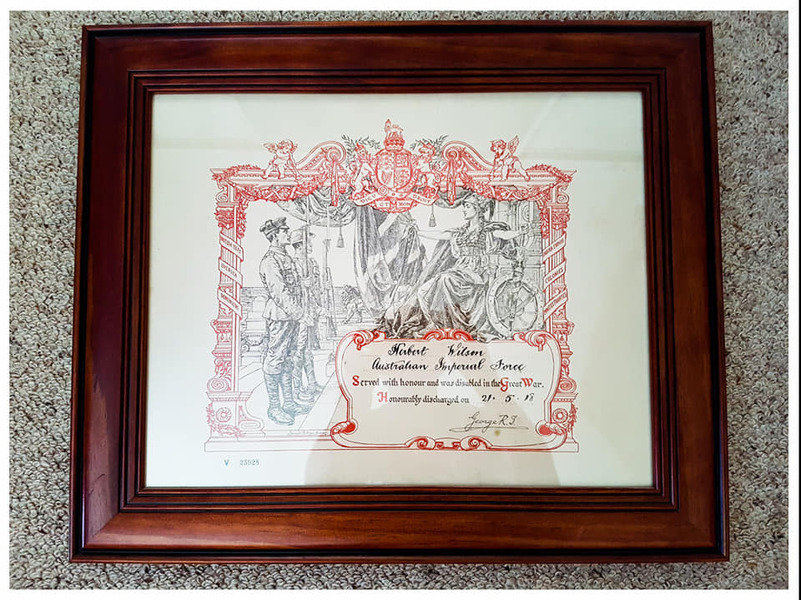 Herbert Wilson
Australian Imperial Force
Served with honour and was disabled in the Great War.
Honourably discharged on 21. 5. 18
George R.I.
V 25928